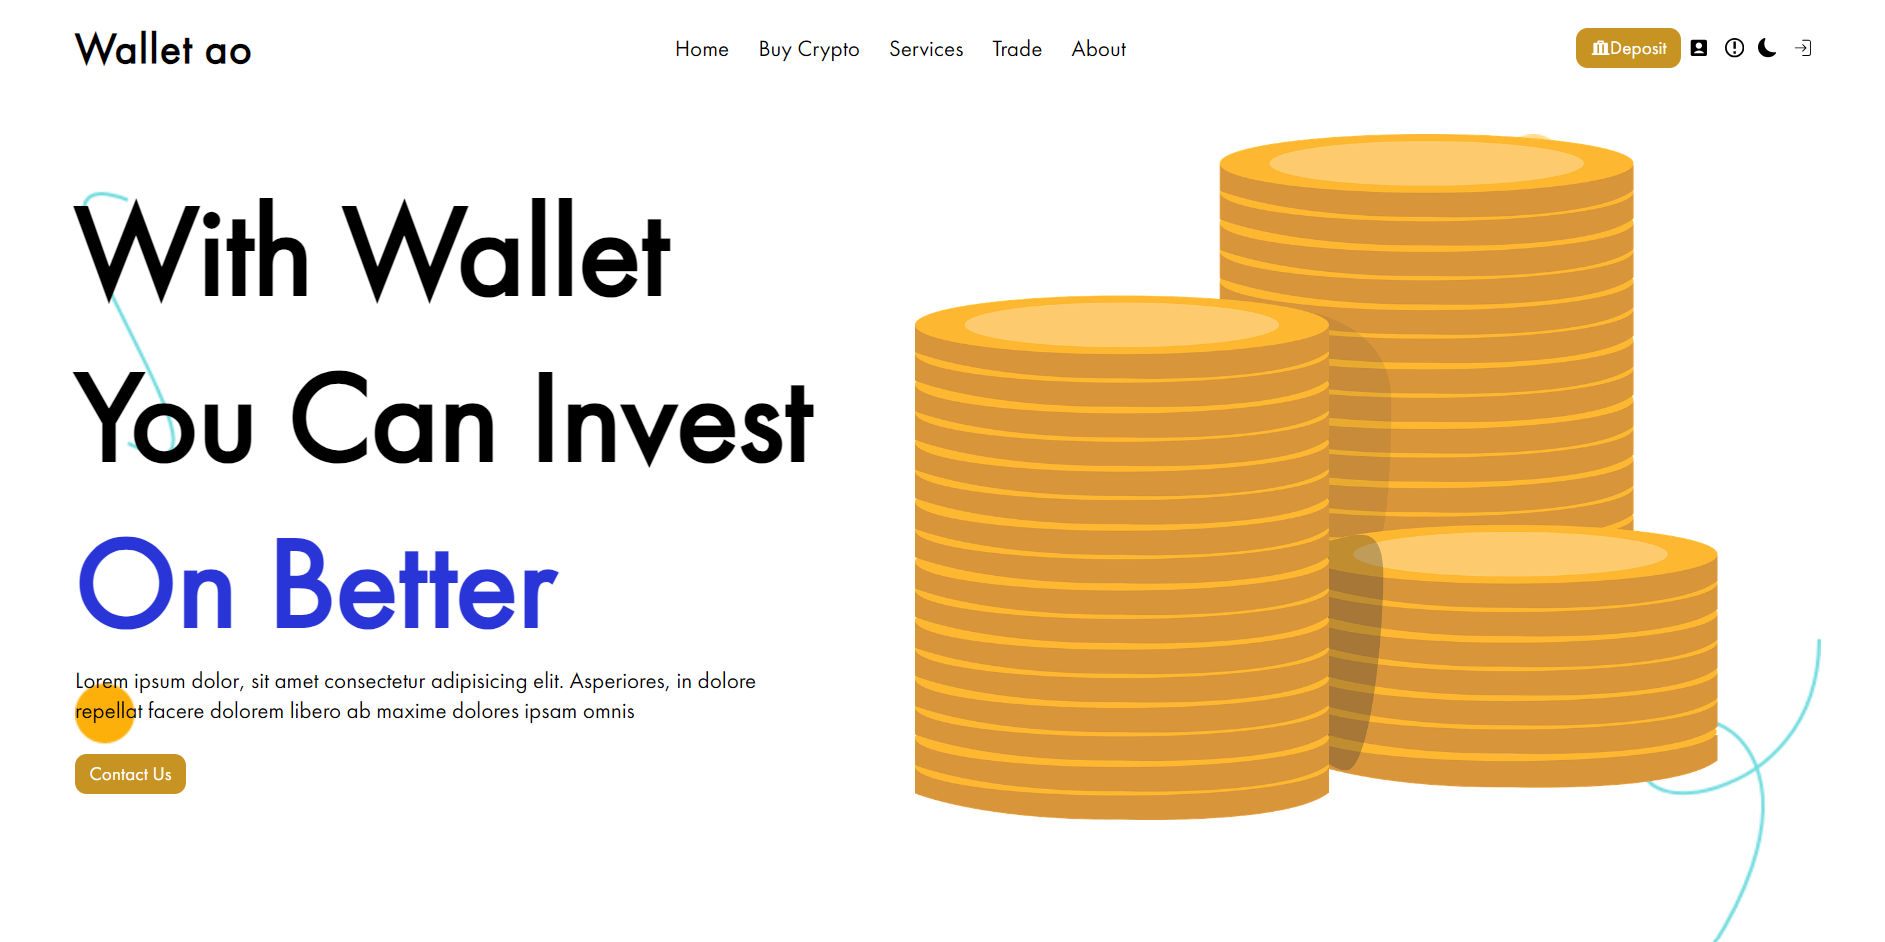 Wallet ao
Home Buy Crypto Services Trade About
Deposit
With Wallet
You Can Invest
On Better
Lorem ipsum dolor, sit amet consectetur adipisicing elit. Asperiores, in dolore
repellat facere dolorem libero ab maxime dolores ipsam omnis
Contact Us